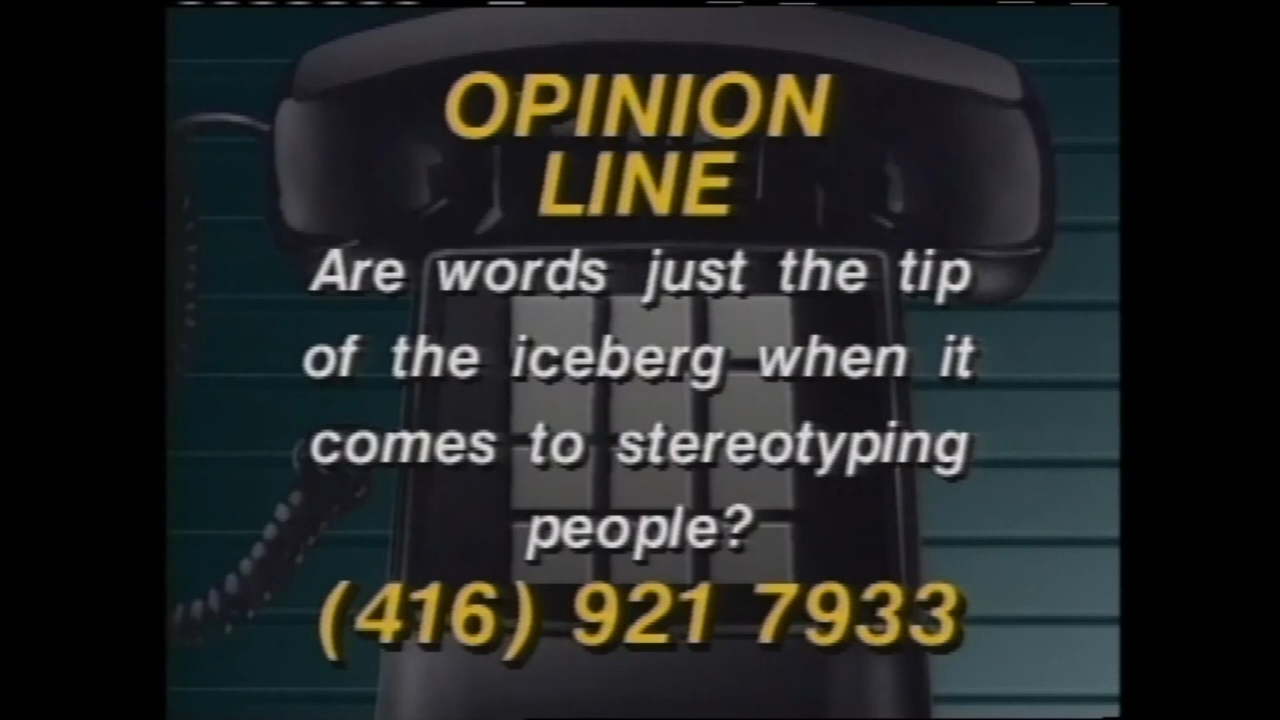 OPINION
LINE
Are words just the tip
of the iceberg when it
comes to stereotyping
people?
(416) 921 7933